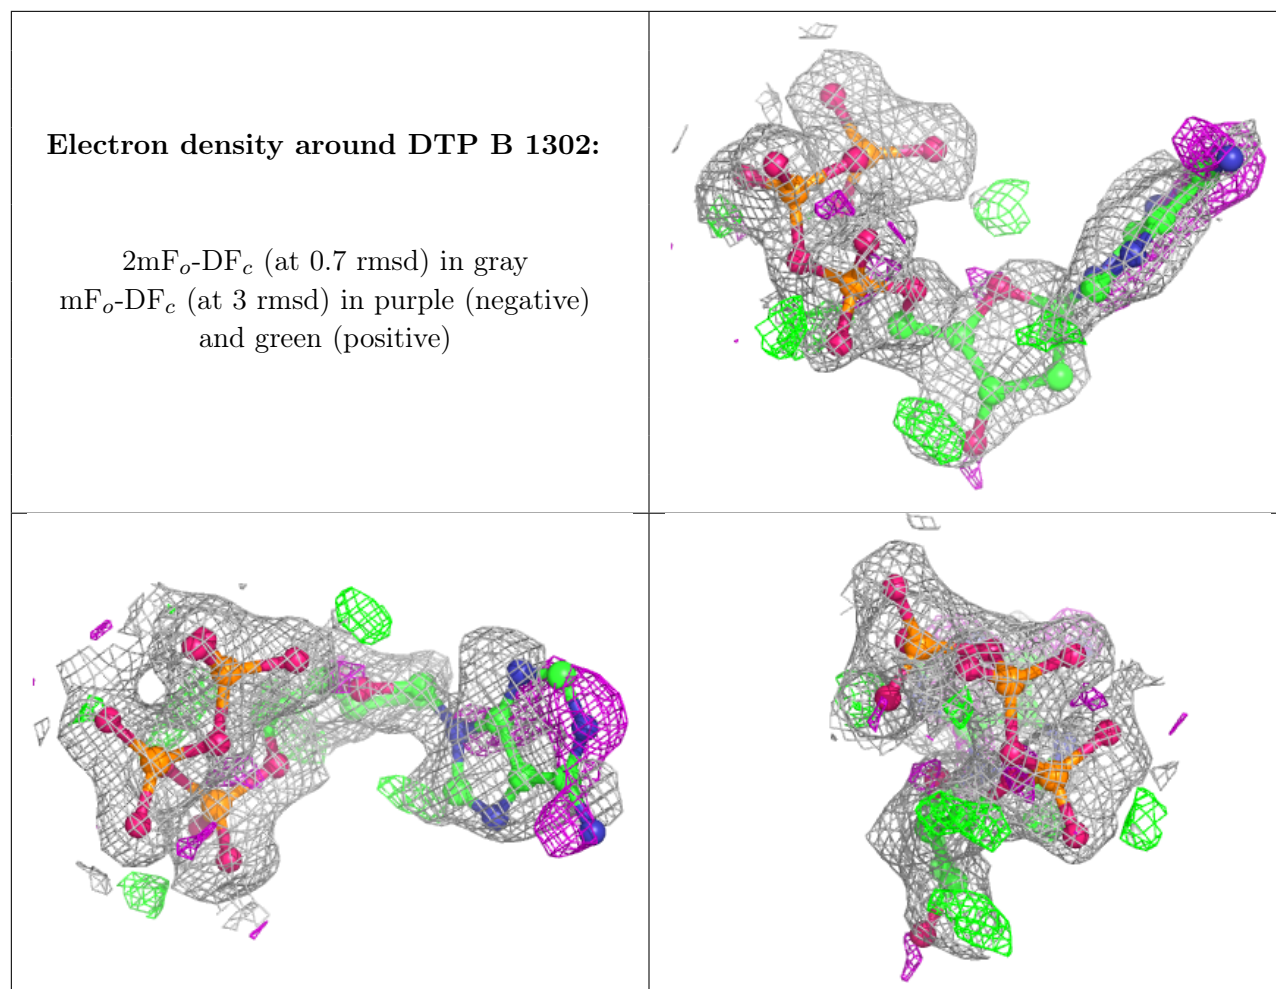 Electron density around DTP B 1302:
2mFo-DFc (at 0.7 rmsd) in gray
mFo-DFc (at 3 rmsd) in purple (negative)
and green (positive)